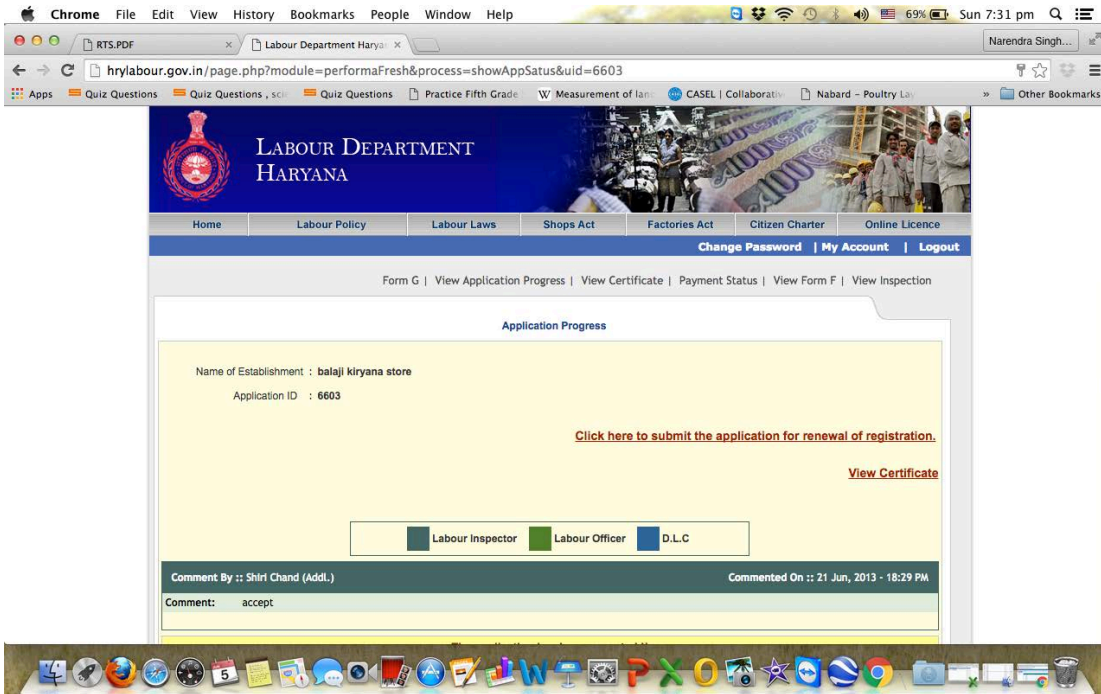 Chrome File Edit View History Bookmarks People Window Help 69% Sun 7:31 pm
RTS.PDF Labour Department Harya
Narendra Singh...
hrylabour.gov.in/page.php?module=performaFresh&process=showAppSatus&uid=6603
Apps Quiz Questions Quiz Questions , sci Quiz Questions Practice Fifth Grade W Measurement of lan CASEL | Collaborativ Nabard - Poultry Lay » Other Bookmarks
LABOUR DEPARTMENT
HARYANA
Home Labour Policy Labour Laws Shops Act Factories Act Citizen Charter Online Licence
Change Password | My Account | Logout
Form G | View Application Progress | View Certificate | Payment Status | View Form F | View Inspection
Application Progress
Name of Establishment : balaji kiryana store
Application ID : 6603
Click here to submit the application for renewal of registration.
View Certificate
Labour Inspector Labour Officer D.L.C
Comment By :: Shiri Chand (Addl.) Commented On :: 21 Jun, 2013 - 18:29 PM
Comment: accept